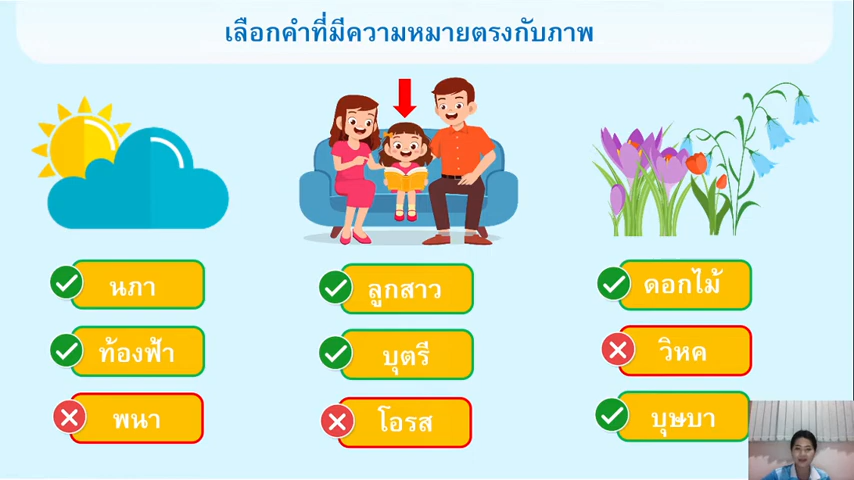 เลือกคำที่มีความหมายตรงกับภาพ
นภา
ท้องฟ้า
พนา
ลูกสาว
บุตรี
โอรส
ดอกไม้
วิหค
บุษบา